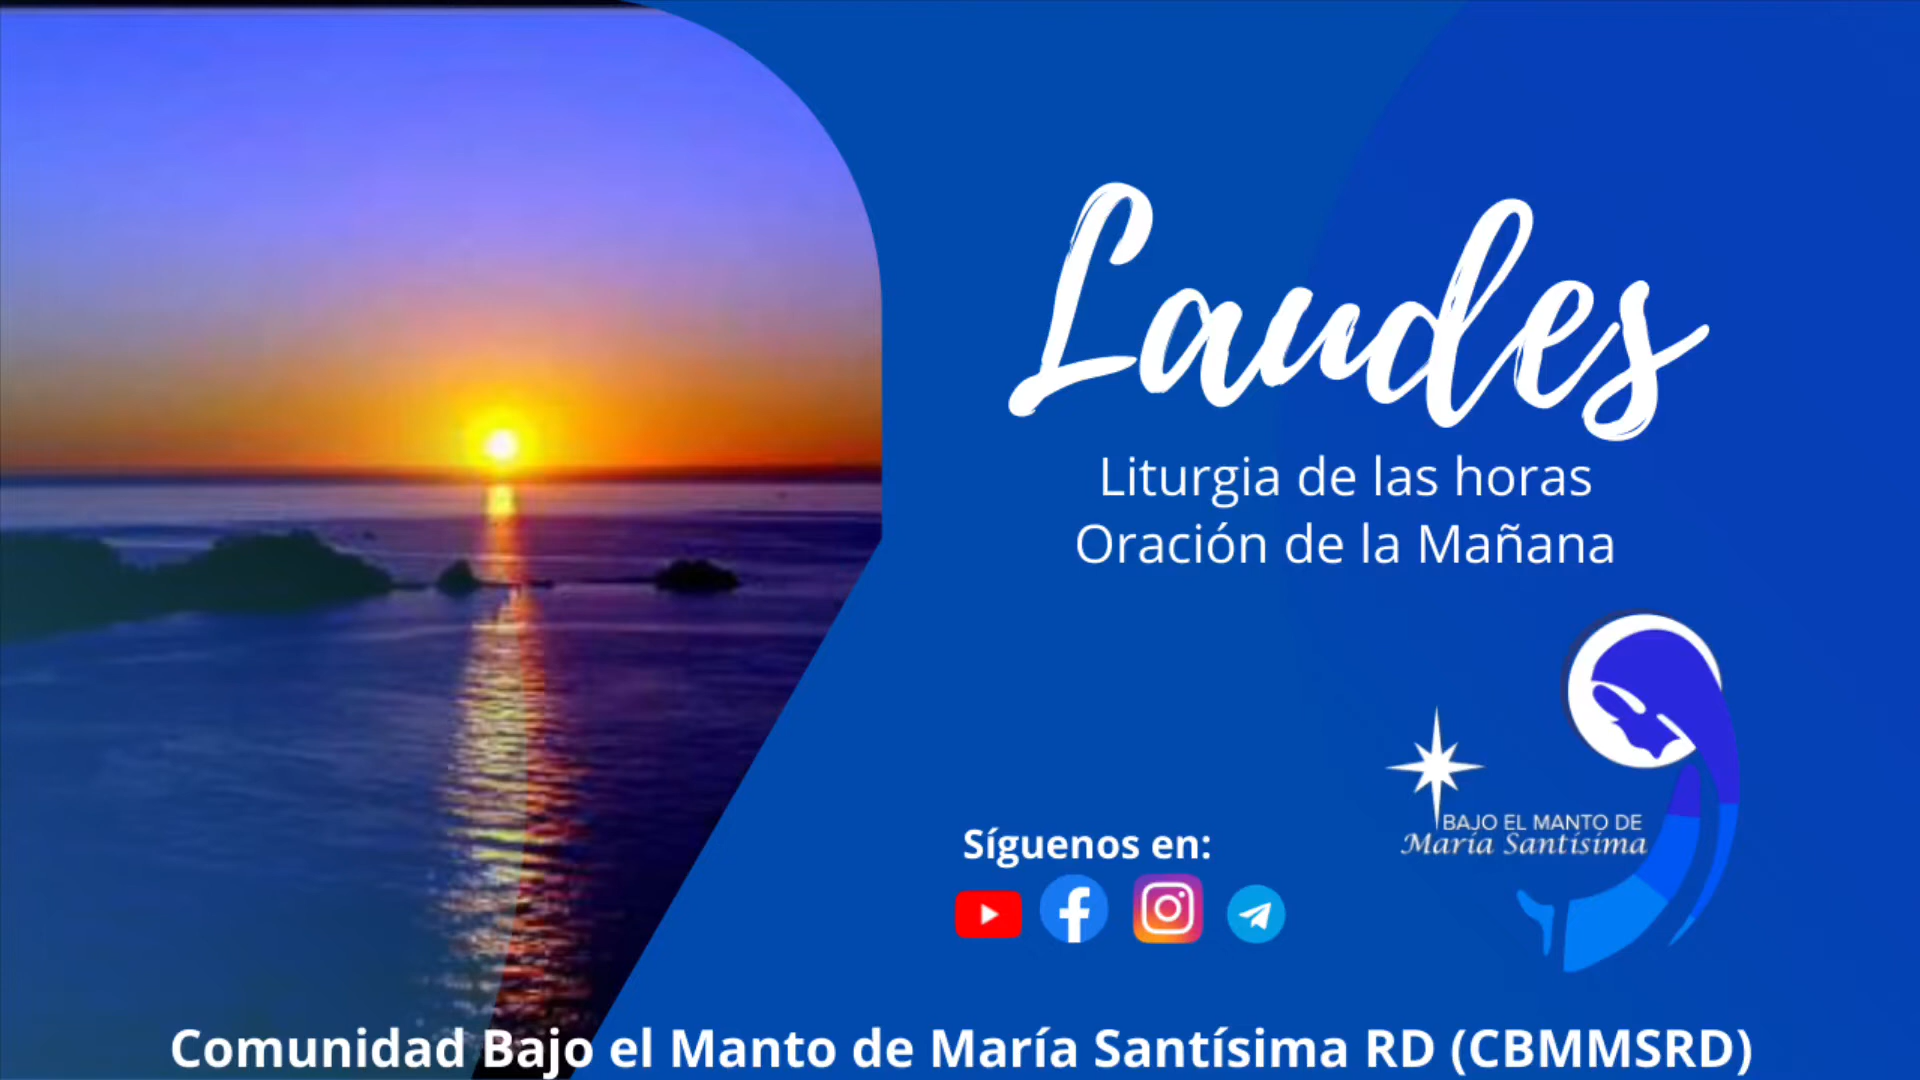 Laudes
Liturgia de las horas
Oración de la Mañana
BAJO EL MANTO DE
María Santísima
Síguenos en:
Comunidad Bajo el Manto de María Santísima RD (CBMMSRD)